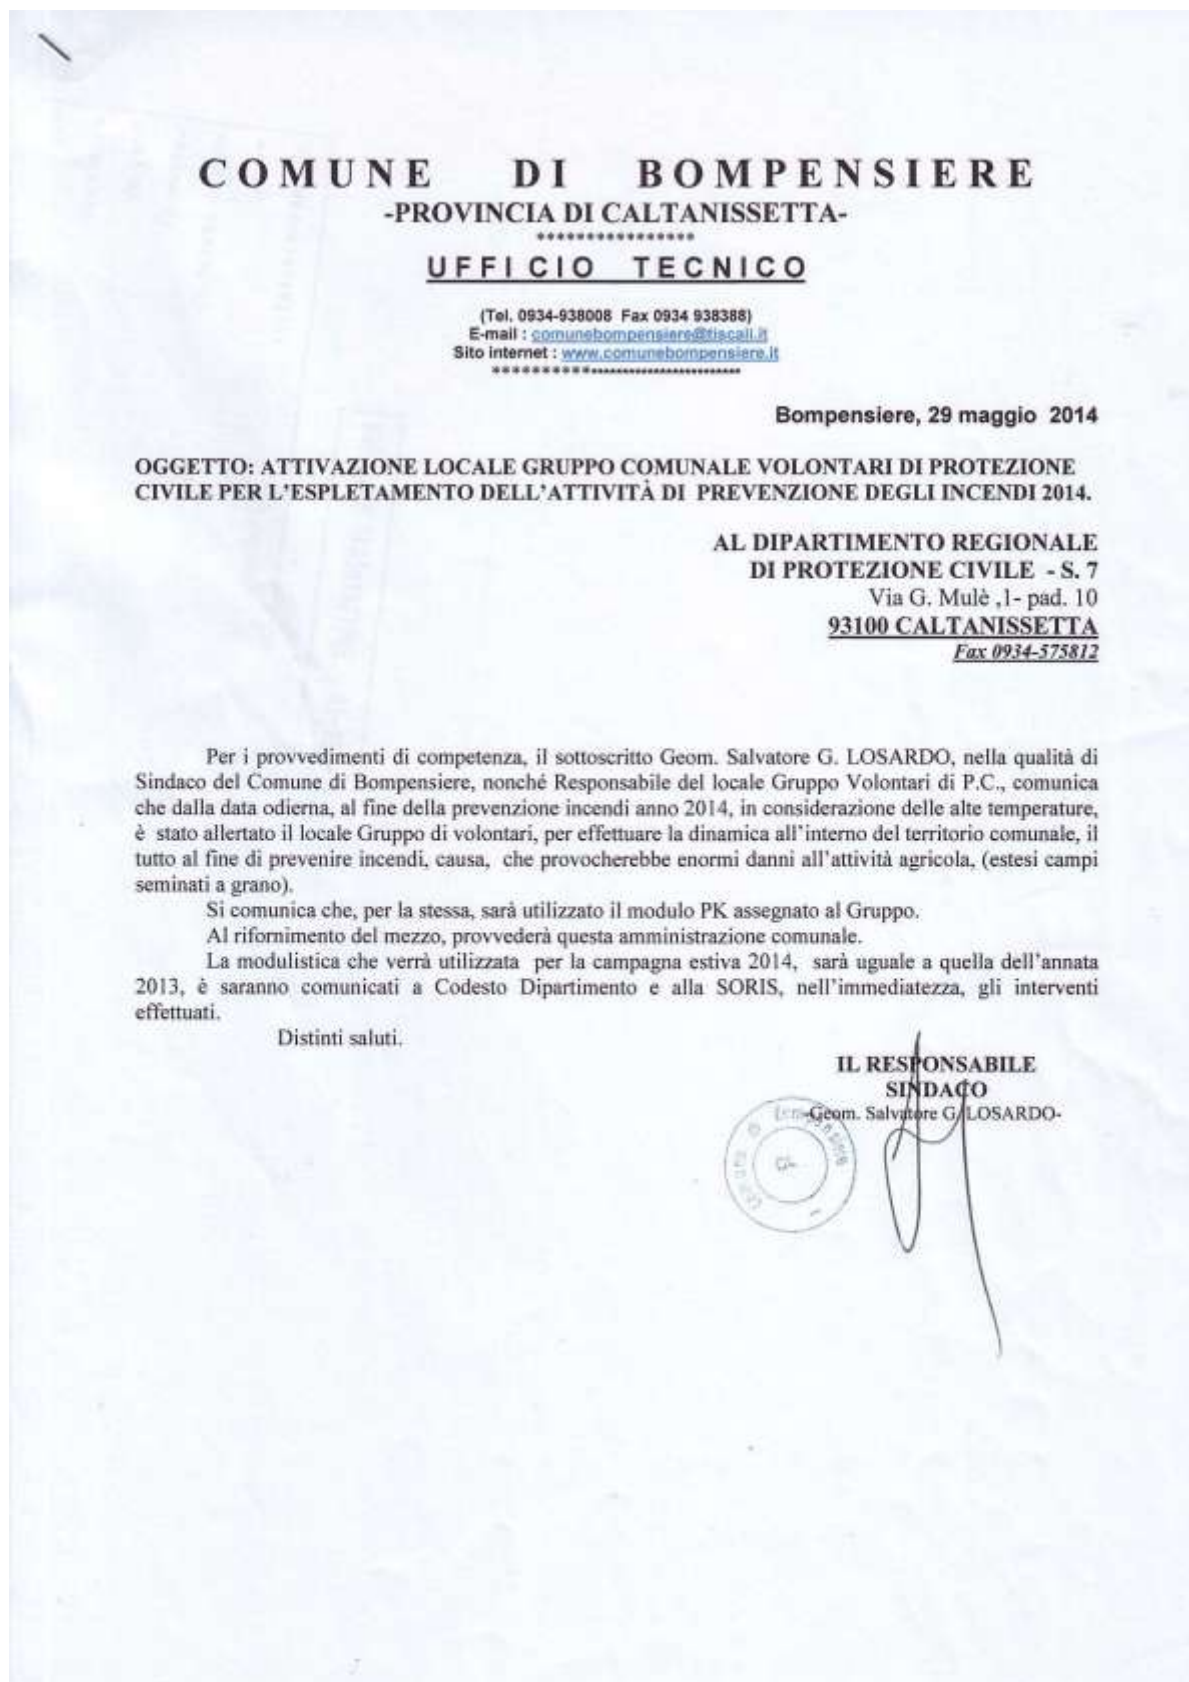 COMUNE DI BOMPENSIERE
-PROVINCIA DI CALTANISSETTA-
****************
UFFICIO TECNICO
(Tel. 0934-938008 Fax 0934 938388)
E-mail : comunebompensiere@tiscali.it
Sito internet : www.comunebompensiere.it
Bompensiere, 29 maggio 2014
OGGETTO: ATTIVAZIONE LOCALE GRUPPO COMUNALE VOLONTARI DI PROTEZIONE
CIVILE PER L'ESPLETAMENTO DELL'ATTIVITÀ DI PREVENZIONE DEGLI INCENDI 2014.
AL DIPARTIMENTO REGIONALE
DI PROTEZIONE CIVILE - S. 7
Via G. Mulè ,1- pad. 10
93100 CALTANISSETTA
Fax 0934-575812
Per i provvedimenti di competenza, il sottoscritto Geom. Salvatore G. LOSARDO, nella qualità di
Sindaco del Comune di Bompensiere, nonché Responsabile del locale Gruppo Volontari di P.C., comunica
che dalla data odierna, al fine della prevenzione incendi anno 2014, in considerazione delle alte temperature,
è stato allertato il locale Gruppo di volontari, per effettuare la dinamica all'interno del territorio comunale, il
tutto al fine di prevenire incendi, causa, che provocherebbe enormi danni all'attività agricola, (estesi campi
seminati a grano).
Si comunica che, per la stessa, sarà utilizzato il modulo PK assegnato al Gruppo.
Al rifornimento del mezzo, provvederà questa amministrazione comunale.
La modulistica che verrà utilizzata per la campagna estiva 2014, sarà uguale a quella dell'annata
2013, è saranno comunicati a Codesto Dipartimento e alla SORIS, nell'immediatezza, gli interventi
effettuati.
Distinti saluti.
IL RESPONSABILE
SINDACO
-Geom. Salvatore G. LOSARDO-